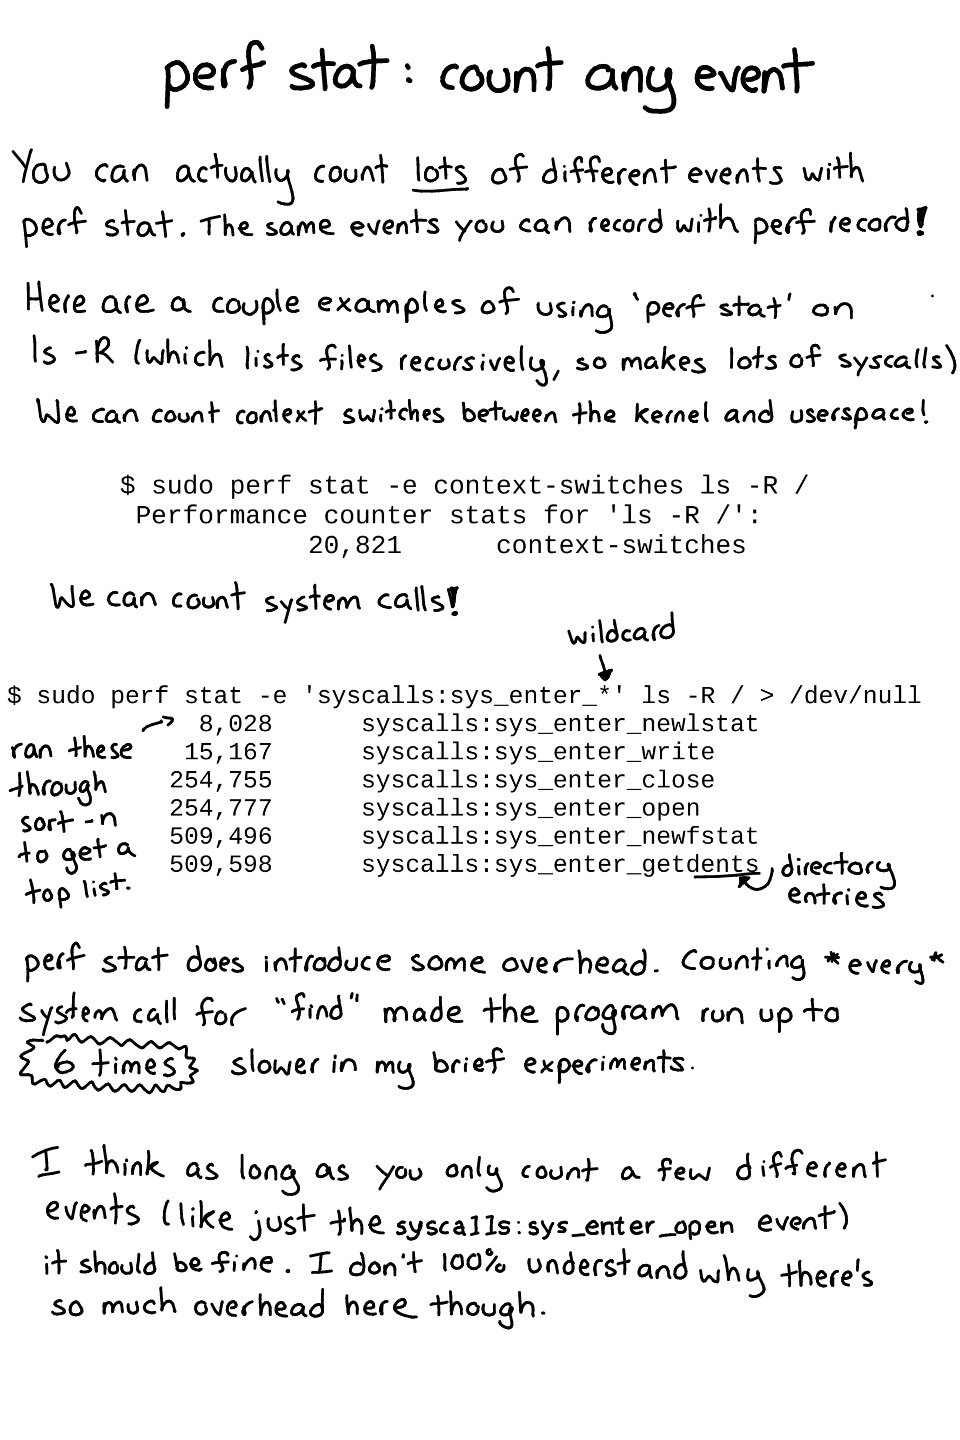 perf stat: count any event
You can actually count lots of different events with
perf stat. The same events you can record with perf record!
Here are a couple examples of using 'perf stat' on
ls -R (which lists files recursively, so makes lots of syscalls)
We can count context switches between the kernel and userspace!
$ sudo perf stat -e context-switches ls -R /
Performance counter stats for 'ls -R /':
20,821 context-switches
We can count system calls!
wildcard
$ sudo perf stat -e 'syscalls:sys_enter_*' ls -R / > /dev/null
8,028 syscalls:sys_enter_newlstat
15,167 syscalls:sys_enter_write
254,755 syscalls:sys_enter_close
254,777 syscalls:sys_enter_open
509,496 syscalls:sys_enter_newfstat
509,598 syscalls:sys_enter_getdents
ran these
through
sort -n
to get a
top list.
directory
entries
perf stat does introduce some overhead. Counting *every*
system call for "find" made the program run up to
6 times slower in my brief experiments.
I think as long as you only count a few different
events (like just the syscalls:sys_enter_open event)
it should be fine. I don't 100% understand why there's
so much overhead here though.